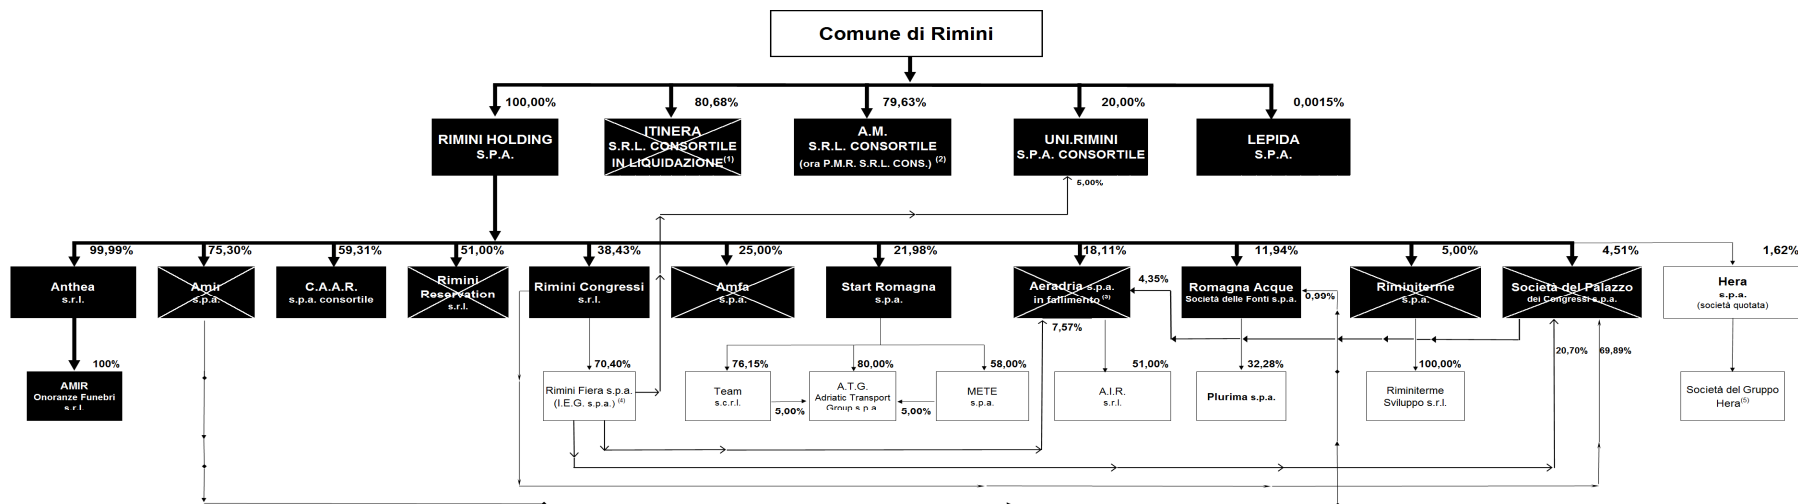 Comune di Rimini
100,00%
80,68%
79,63%
20,00%
0,0015%
RIMINI HOLDING
S.P.A.
ITINERA
S.R.L. CONSORTILE
IN LIQUIDAZIONE(1)
A.M.
S.R.L. CONSORTILE
(ora P.M.R. S.R.L. CONS.) (2)
UNI.RIMINI
S.P.A. CONSORTILE
LEPIDA
S.P.A.
5,00%
99,99%
75,30%
59,31%
51,00%
38,43%
25,00%
21,98%
18,11%
11,94%
5,00%
4,51%
1,62%
Anthea
s.r.l.
Amir
s.p.a.
C.A.A.R.
s.p.a. consortile
Rimini
Reservation
s.r.l.
Rimini Congressi
s.r.l.
Amfa
s.p.a.
Start Romagna
s.p.a.
Aeradria s.p.a.
in fallimento (3)
4,35%
Romagna Acque
Società delle Fonti s.p.a.
0,99%
Riminiterme
s.p.a.
Società del Palazzo
dei Congressi s.p.a.
Hera
s.p.a.
(società quotata)
7,57%
20,70%
69,89%
100%
70,40%
76,15%
80,00%
58,00%
51,00%
32,28%
100,00%
AMIR
Onoranze Funebri
s.r.l.
Rimini Fiera s.p.a.
(I.E.G. s.p.a.) (4)
Team
s.c.r.l.
5,00%
A.T.G.
Adriatic Transport
Group s.p.a.
5,00%
METE
s.p.a.
A.I.R.
s.r.l.
Plurima s.p.a.
Riminiterme
Sviluppo s.r.l.
Società del Gruppo
Hera(5)